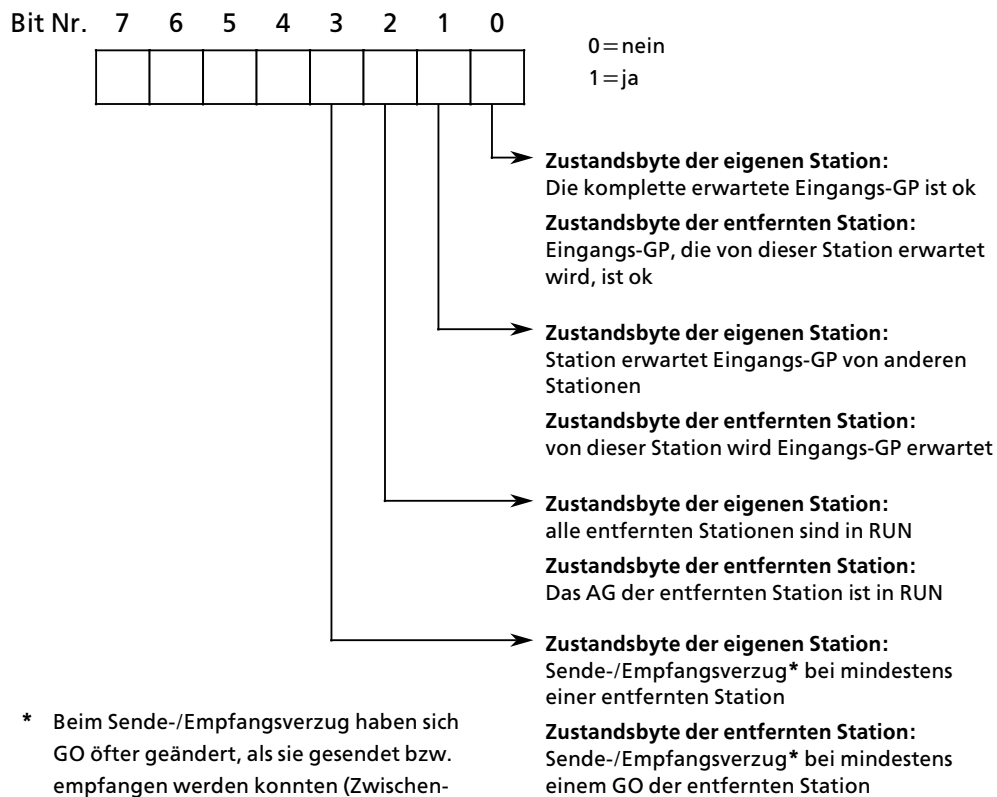 Bit Nr. 7 6 5 4 3 2 1 0
0=nein
1=ja
Zustandsbyte der eigenen Station:
Die komplette erwartete Eingangs-GP ist ok
Zustandsbyte der entfernten Station:
Eingangs-GP, die von dieser Station erwartet
wird, ist ok
Zustandsbyte der eigenen Station:
Station erwartet Eingangs-GP von anderen
Stationen
Zustandsbyte der entfernten Station:
von dieser Station wird Eingangs-GP erwartet
Zustandsbyte der eigenen Station:
alle entfernten Stationen sind in RUN
Zustandsbyte der entfernten Station:
Das AG der entfernten Station ist in RUN
Zustandsbyte der eigenen Station:
Sende-/Empfangsverzug* bei mindestens
einer entfernten Station
Zustandsbyte der entfernten Station:
Sende-/Empfangsverzug* bei mindestens
einem GO der entfernten Station
* Beim Sende-/Empfangsverzug haben sich
GO öfter geändert, als sie gesendet bzw.
empfangen werden konnten (Zwischen-